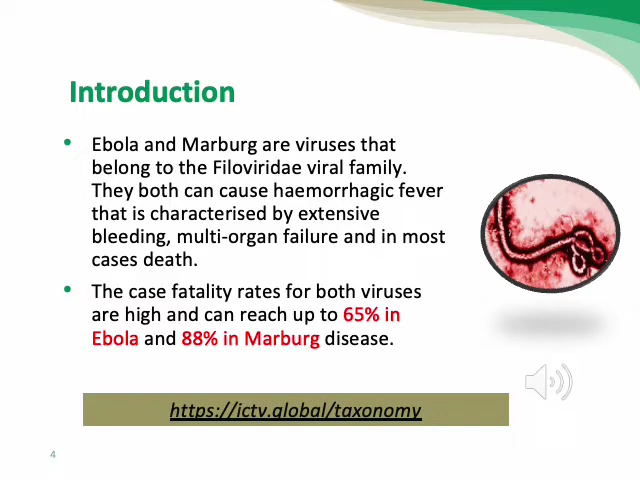 Introduction
• Ebola and Marburg are viruses that
belong to the Filoviridae viral family.
They both can cause haemorrhagic fever
that is characterised by extensive
bleeding, multi-organ failure and in most
cases death.
• The case fatality rates for both viruses
are high and can reach up to 65% in
Ebola and 88% in Marburg disease.
https://ictv.global/taxonomy
4